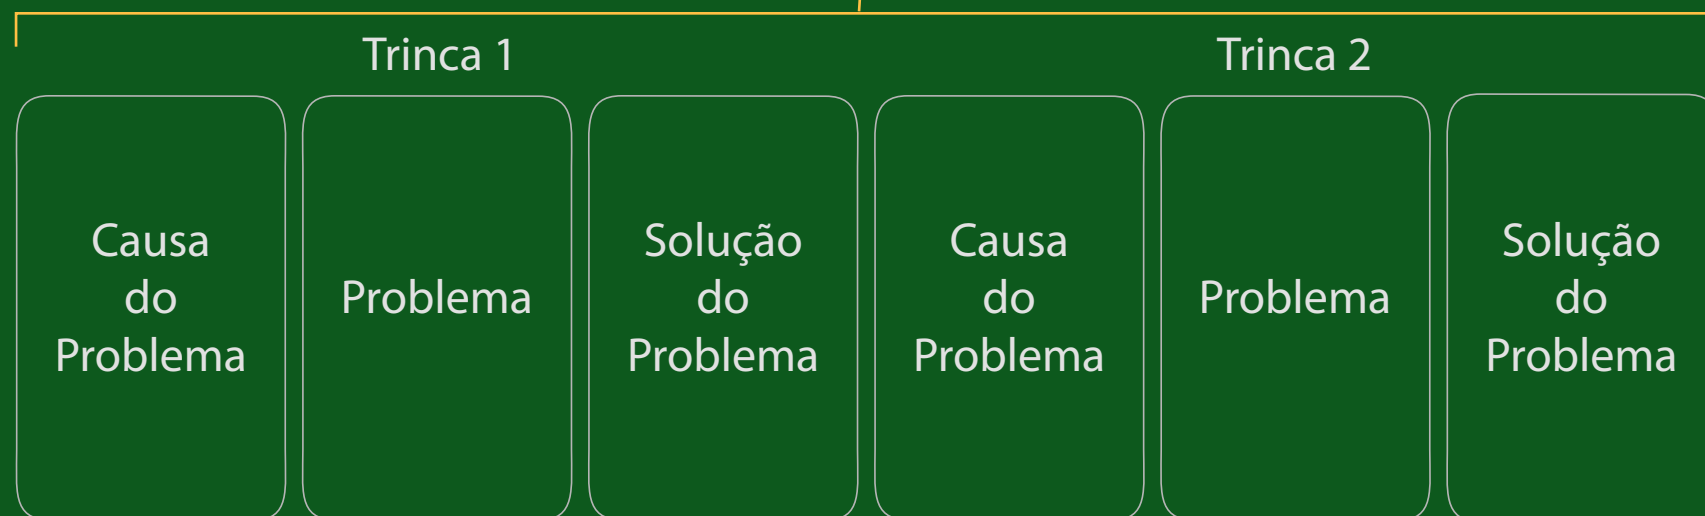 Trinca 1
Trinca 2
Causa
do
Problema
Problema
Solução
do
Problema
Causa
do
Problema
Problema
Solução
do
Problema